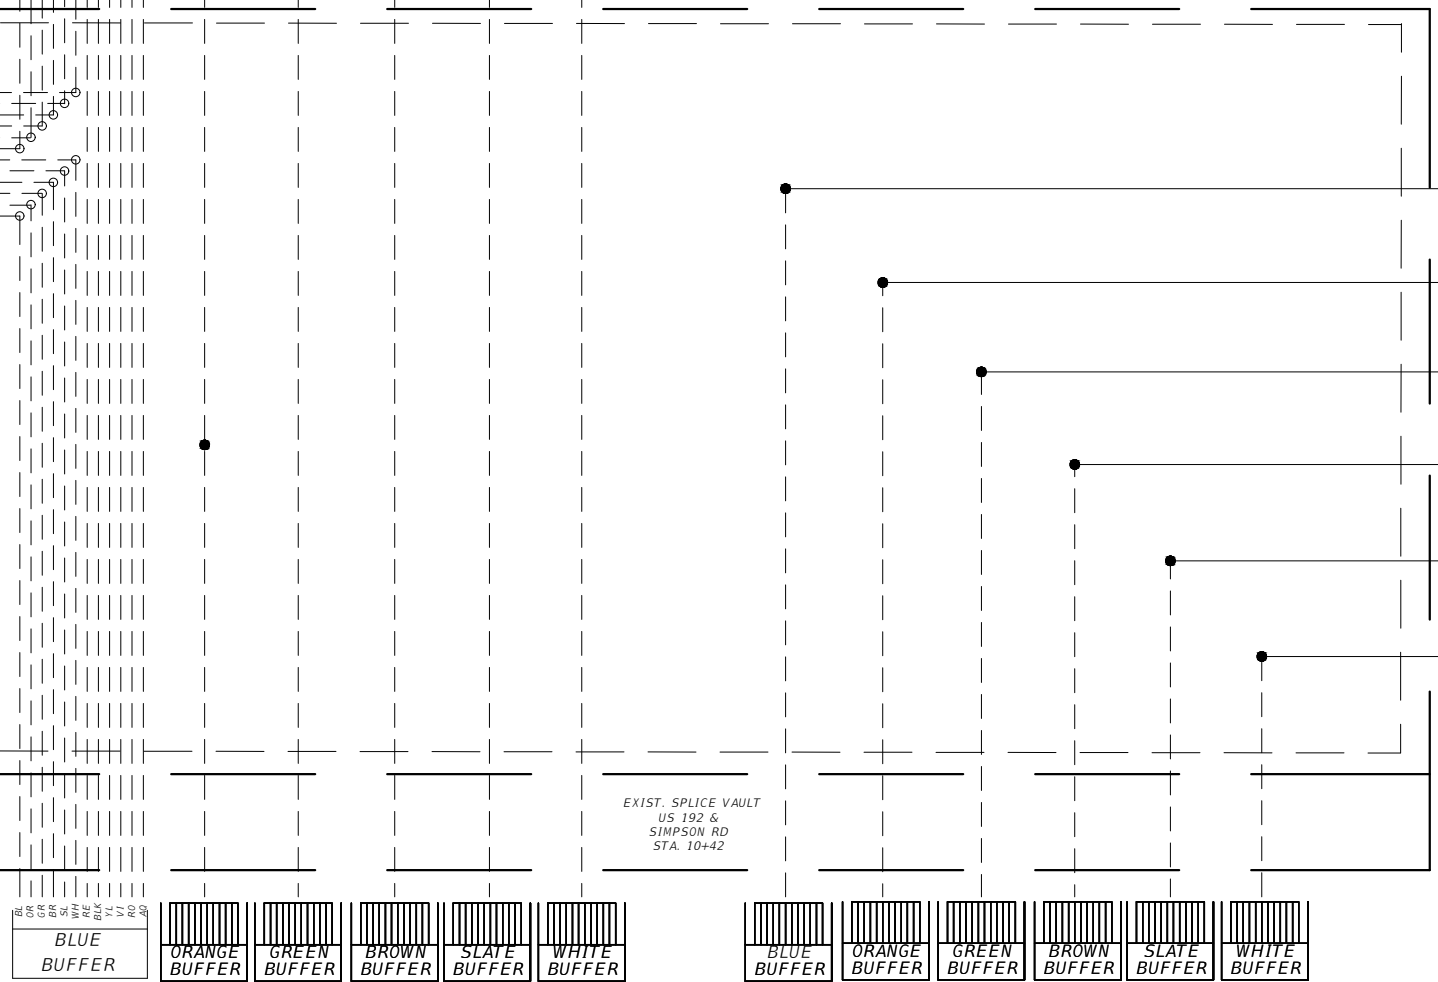 EXIST. SPLICE VAULT
US 192 &
SIMPSON RD
STA. 10+42
BL
OR
GR
BR
SL
WH
RE
BLK
YL
VI
RO
AQ
BLUE
BUFFER
ORANGE
BUFFER
GREEN
BUFFER
BROWN
BUFFER
SLATE
BUFFER
WHITE
BUFFER
BLUE
BUFFER
ORANGE
BUFFER
GREEN
BUFFER
BROWN
BUFFER
SLATE
BUFFER
WHITE
BUFFER